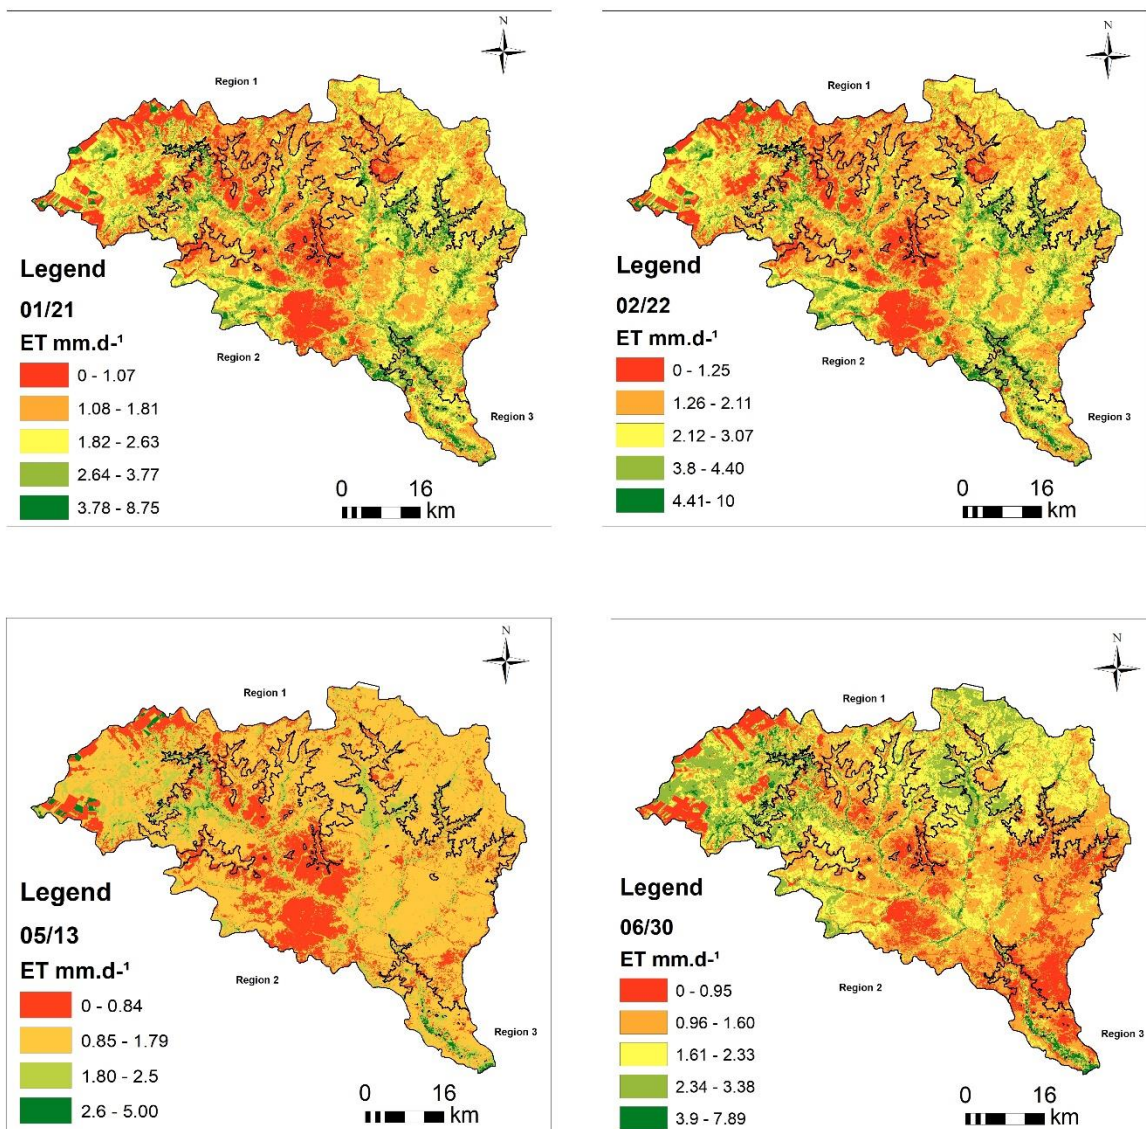 N
Region 1
Legend
01/21
ET mm.d-¹
0 - 1.07
1.08 - 1.81
1.82 - 2.63
2.64 - 3.77
3.78 - 8.75
Region 2
Region 3
0 16
km
N
Region 1
Legend
02/22
ET mm.d-¹
0 - 1.25
1.26 - 2.11
2.12 - 3.07
3.8 - 4.40
4.41- 10
Region 2
Region 3
0 16
km
N
Region 1
Legend
05/13
ET mm.d-¹
0 - 0.84
0.85 - 1.79
1.80 - 2.5
2.6 - 5.00
Region 2
Region 3
0 16
km
N
Region 1
Legend
06/30
ET mm.d-¹
0 - 0.95
0.96 - 1.60
1.61 - 2.33
2.34 - 3.38
3.9 - 7.89
Region 2
Region 3
0 16
km